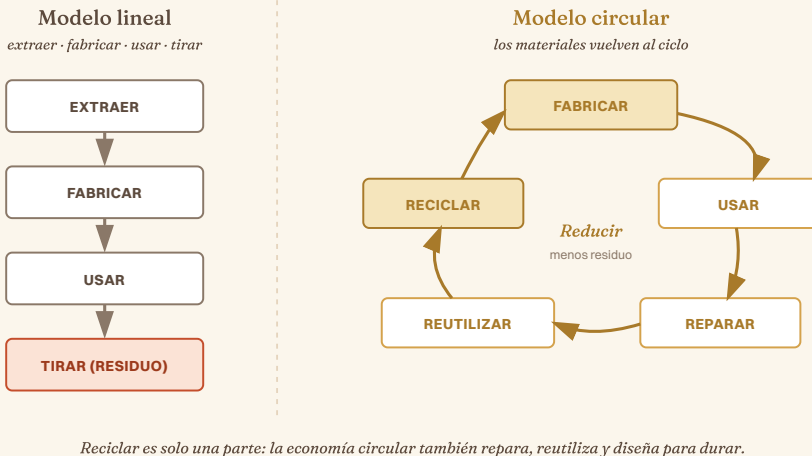 Modelo lineal
extraer · fabricar · usar · tirar
EXTRAER
FABRICAR
USAR
TIRAR (RESIDUO)
Modelo circular
los materiales vuelven al ciclo
FABRICAR
USAR
REPARAR
REUTILIZAR
RECICLAR
Reducir
menos residuo
Reciclar es solo una parte: la economía circular también repara, reutiliza y diseña para durar.